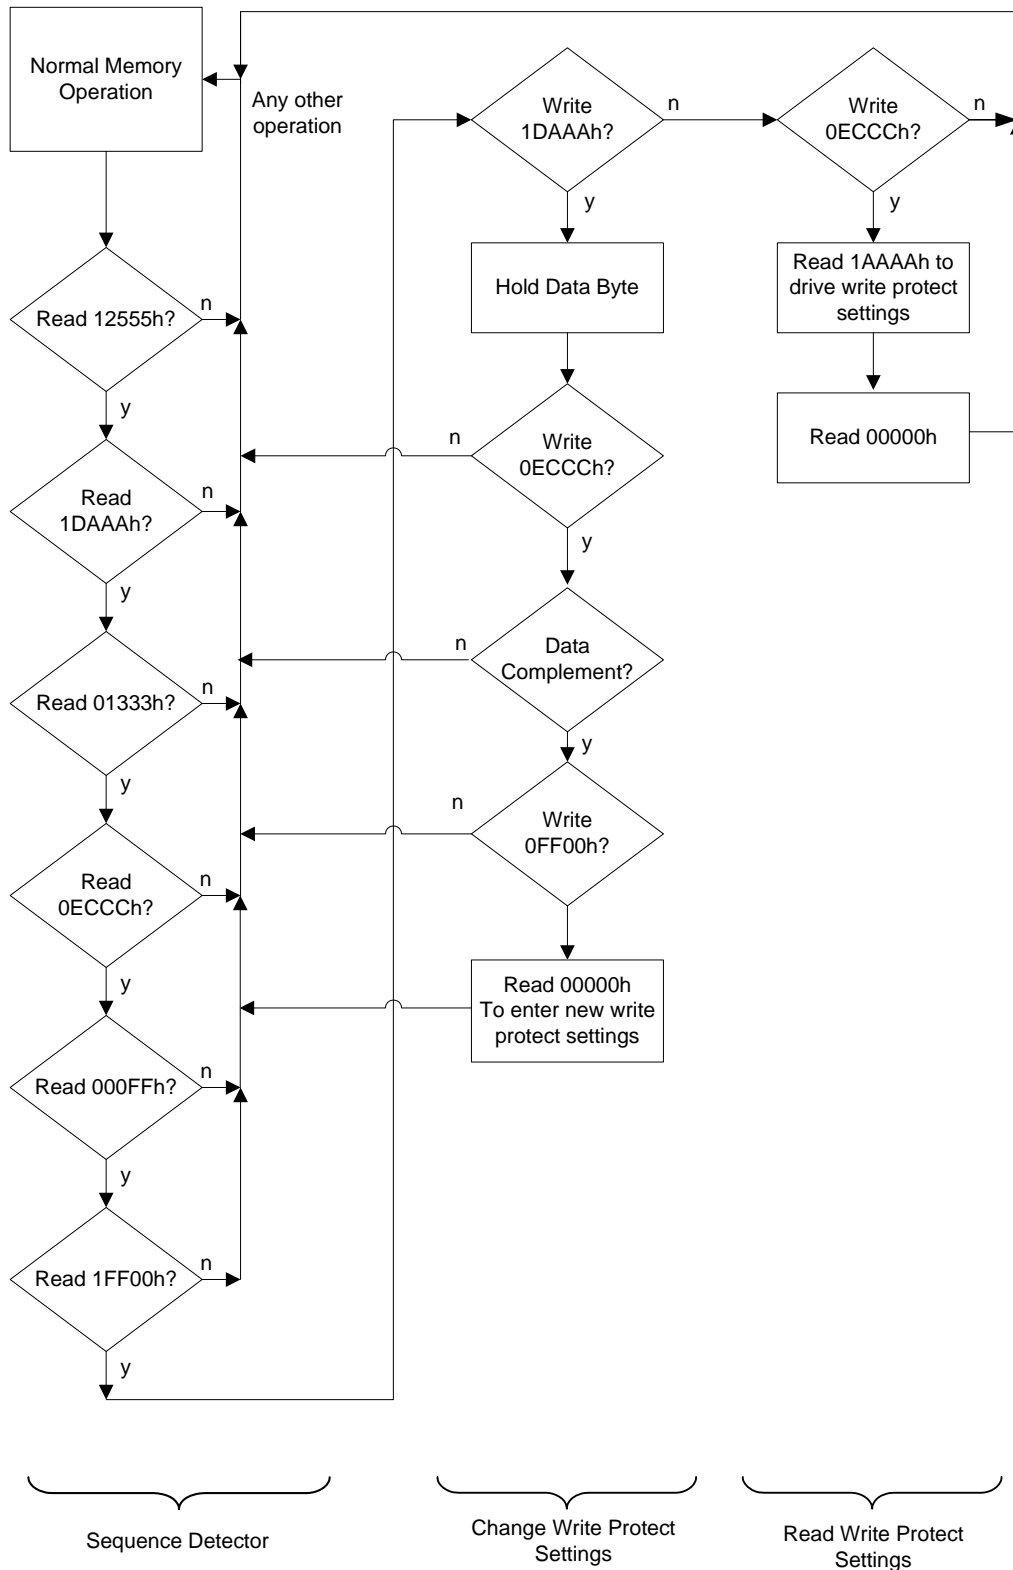 Normal Memory
Operation
Any other
operation
Read 12555h?
n
y
Read
1DAAAh?
n
y
Read 01333h?
n
y
Read
0ECCCh?
n
y
Read 000FFh?
n
y
Read 1FF00h?
n
y
Write
1DAAAh?
n
y
Hold Data Byte
Write
0ECCCh?
n
y
Data
Complement?
n
y
Write
0FF00h?
n
Read 00000h
To enter new write
protect settings
Write
0ECCCh?
n
y
Read 1AAAAh to
drive write protect
settings
Read 00000h
Sequence Detector
Change Write Protect
Settings
Read Write Protect
Settings